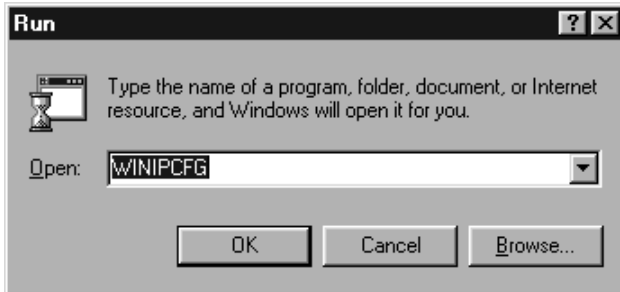 Run
Type the name of a program, folder, document, or Internet
resource, and Windows will open it for you.
Open: WINIPCFG
OK Cancel Browse...